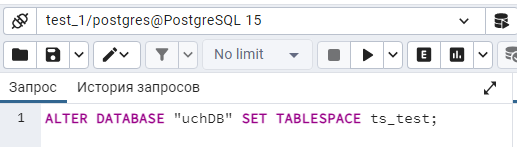 test_1/postgres@PostgreSQL 15
No limit
E
Запрос История запросов
1 ALTER DATABASE "uchDB" SET TABLESPACE ts_test;